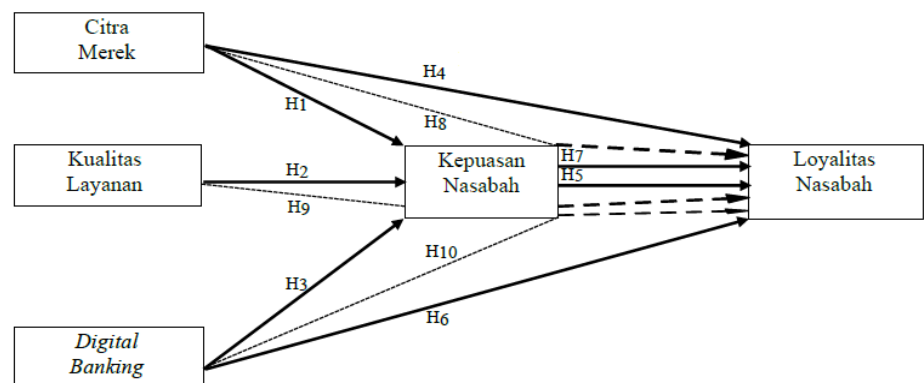 Citra
Merek
H4
H1
H8
Kualitas
Layanan
H2
H9
Kepuasan
Nasabah
H7
H5
Loyalitas
Nasabah
H3
H10
H6
Digital
Banking